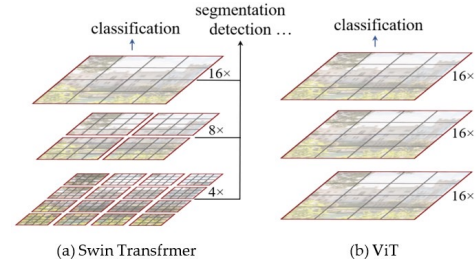 segmentation
classification
detection ...
classification
16×
16×
8×
16×
4×
16×
(a) Swin Transfrmer
(b) ViT